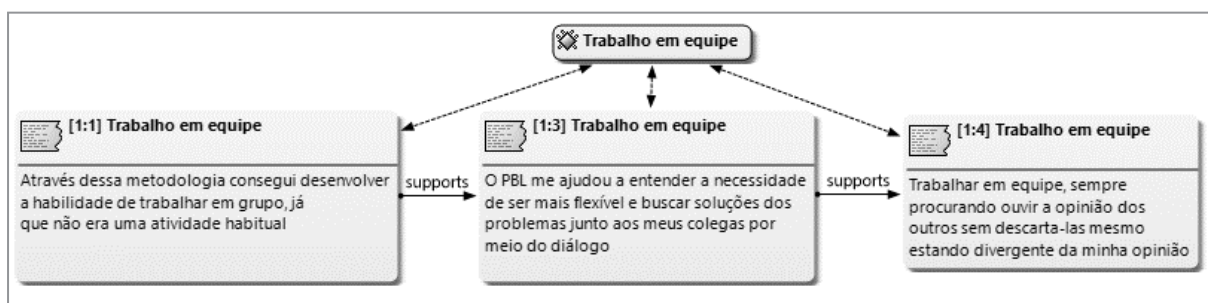 Trabalho em equipe
[1:1] Trabalho em equipe
Através dessa metodologia consegui desenvolver
a habilidade de trabalhar em grupo, já
que não era uma atividade habitual
supports
[1:3] Trabalho em equipe
O PBL me ajudou a entender a necessidade
de ser mais flexível e buscar soluções dos
problemas junto aos meus colegas por
meio do diálogo
supports
[1:4] Trabalho em equipe
Trabalhar em equipe, sempre
procurando ouvir a opinião dos
outros sem descarta-las mesmo
estando divergente da minha opinião